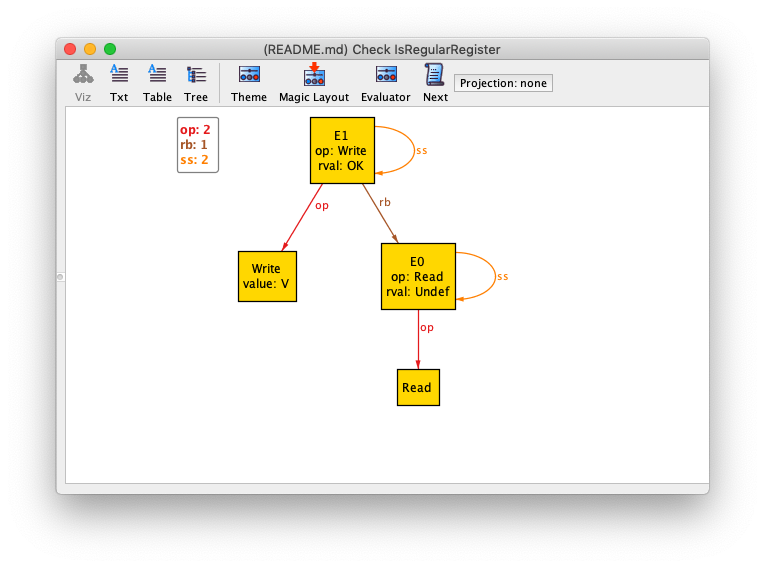 (README.md) Check IsRegularRegister
Viz Txt Table Tree Theme Magic Layout Evaluator Next Projection: none
op: 2
rb: 1
ss: 2
E1
op: Write
rval: OK
ss
op
rb
Write
value: V
E0
op: Read
rval: Undef
ss
op
Read